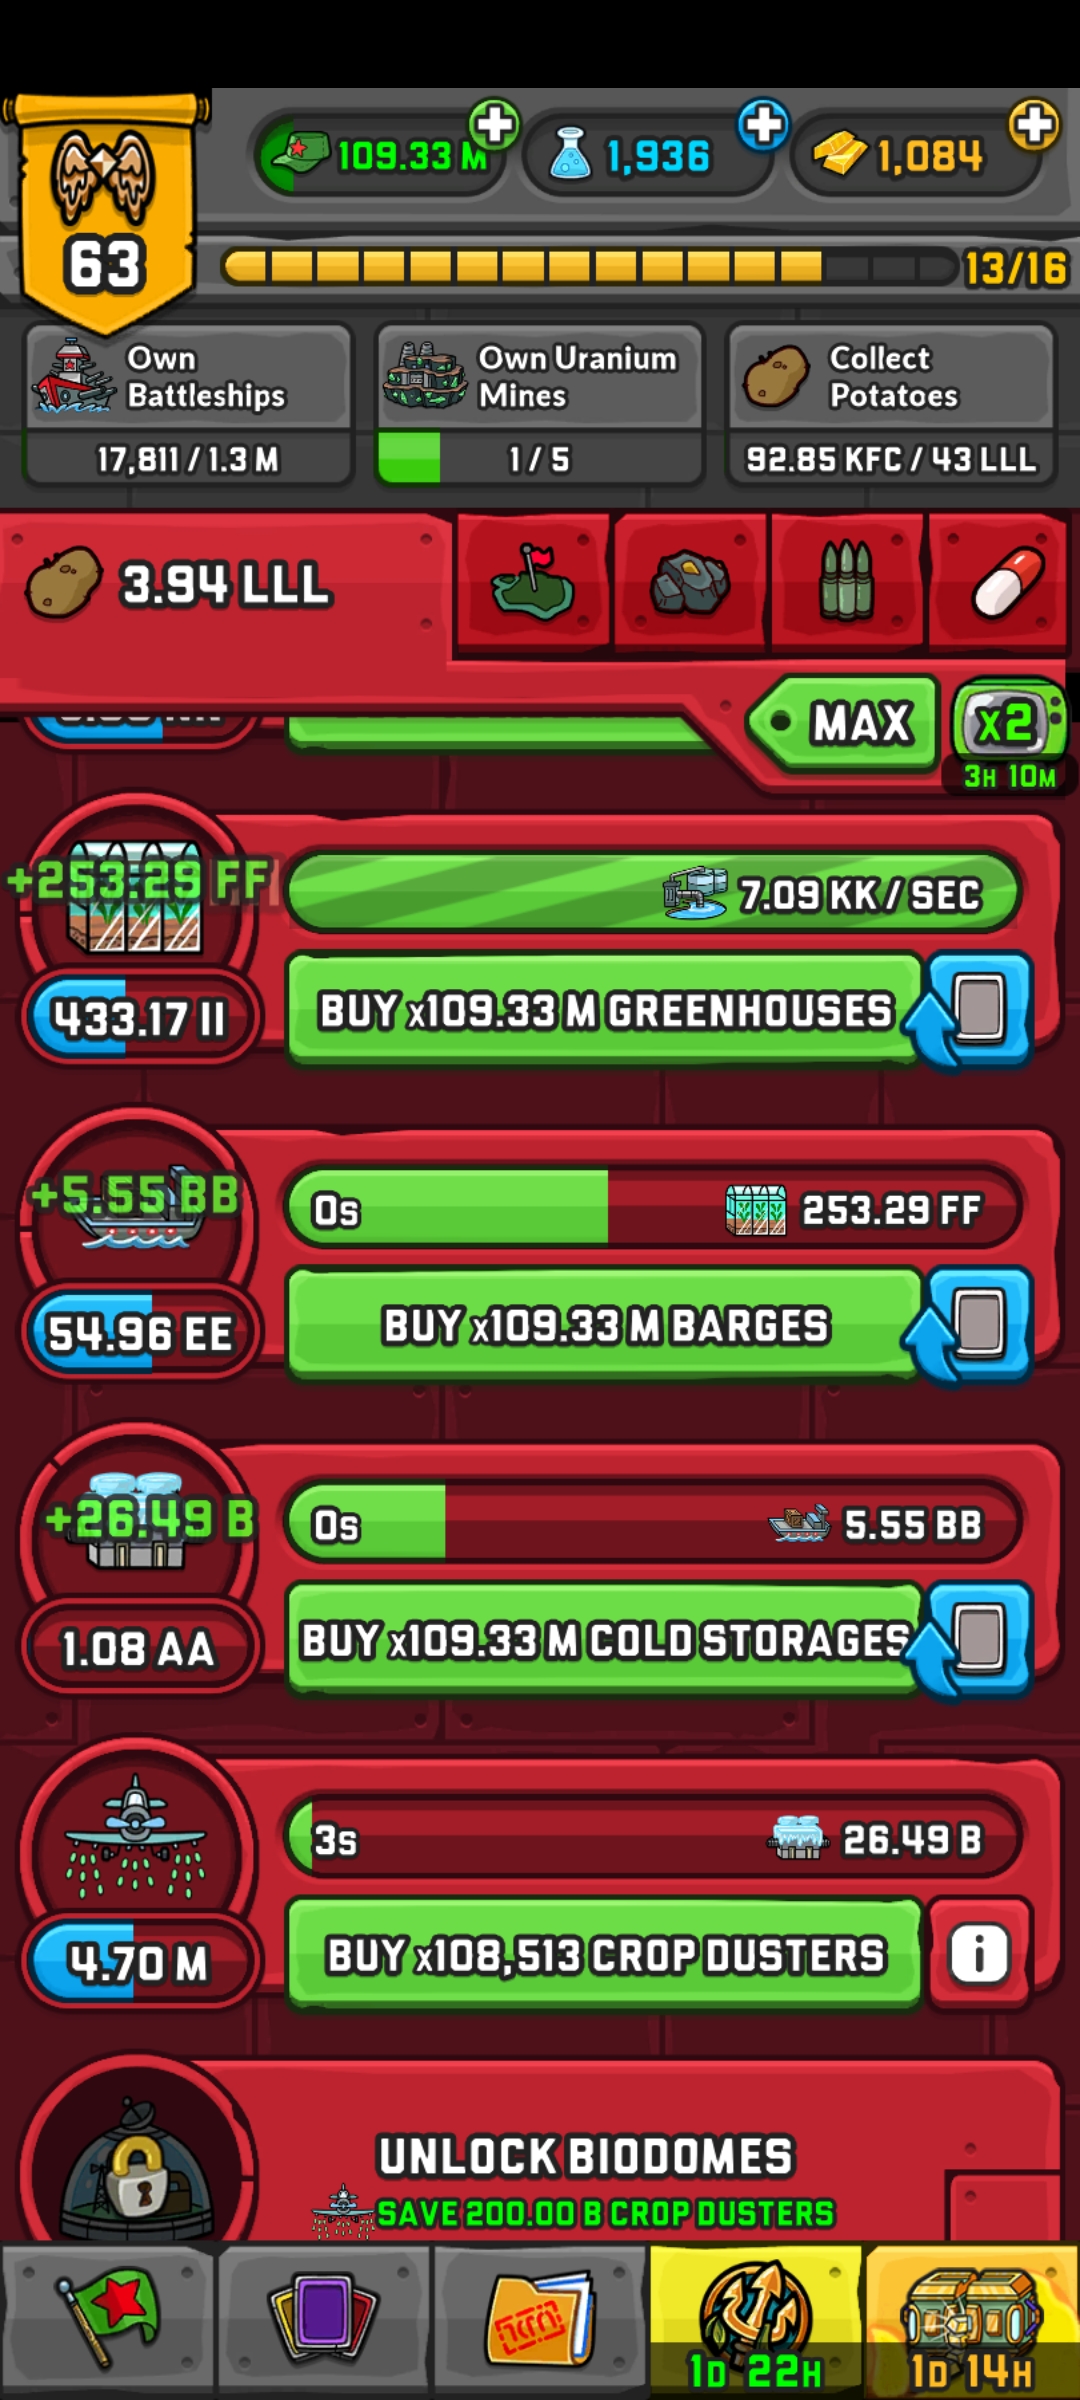 109.33 M
1,936
1,084
63
13/16
Own
Battleships
17,811 / 1.3 M
Own Uranium
Mines
1 / 5
Collect
Potatoes
92.85 KFC / 43 LLL
3.94 LLL
MAX
X2
3H 10M
+253.29 FF
7.09 KK / SEC
433.17 II
BUY x109.33 M GREENHOUSES
+5.55 BB
0s
253.29 FF
54.96 EE
BUY x109.33 M BARGES
+26.49 B
0s
5.55 BB
1.08 AA
BUY x109.33 M COLD STORAGES
3s
26.49 B
4.70 M
BUY x108,513 CROP DUSTERS
i
UNLOCK BIODOMES
SAVE 200.00 B CROP DUSTERS
1D 22H
1D 14H